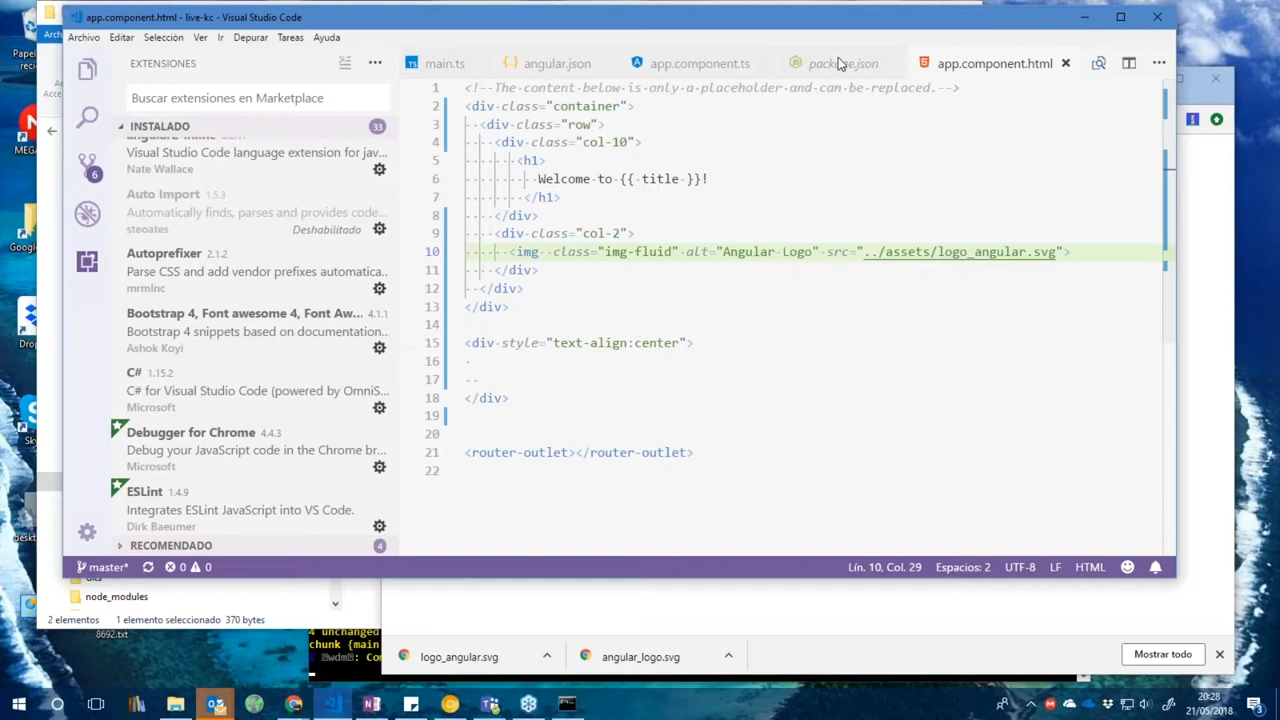 app.component.html - live-kc - Visual Studio Code
Archivo Editar Selección Ver Ir Depurar Tareas Ayuda
EXTENSIONES
main.ts
angular.json
app.component.ts
package.json
app.component.html
Buscar extensiones en Marketplace
INSTALADO 33
Visual Studio Code language extension for jav...
Nate Wallace
Auto Import 1.5.3
Automatically finds, parses and provides code...
steoates Deshabilitado
Autoprefixer 2.1.2
Parse CSS and add vendor prefixes automatica...
mrmlnc
Bootstrap 4, Font awesome 4, Font Aw... 4.1.1
Bootstrap 4 snippets based on documentation...
Ashok Koyi
C# 1.15.2
C# for Visual Studio Code (powered by OmniS...
Microsoft
Debugger for Chrome 4.4.3
Debug your JavaScript code in the Chrome br...
Microsoft
ESLint 1.4.9
Integrates ESLint JavaScript into VS Code.
Dirk Baeumer
RECOMENDADO 4
6
1 <!--The content below is only a placeholder and can be replaced.-->
2 <div class="container">
3 <div class="row">
4 <div class="col-10">
5 <h1>
6 Welcome to {{ title }}!
7 </h1>
8 </div>
9 <div class="col-2">
10 <img class="img-fluid" alt="Angular Logo" src="../assets/logo_angular.svg">
11 </div>
12 </div>
13 </div>
14
15 <div style="text-align:center">
16
17
18 </div>
19
20
21 <router-outlet></router-outlet>
22
master* 0 0
Lín. 10, Col. 29 Espacios: 2 UTF-8 LF HTML
node_modules
2 elementos 1 elemento seleccionado 370 bytes
8692.txt
4 unchanged
chunk {main
logo_angular.svg
angular_logo.svg
Mostrar todo
20:28
21/05/2018
3